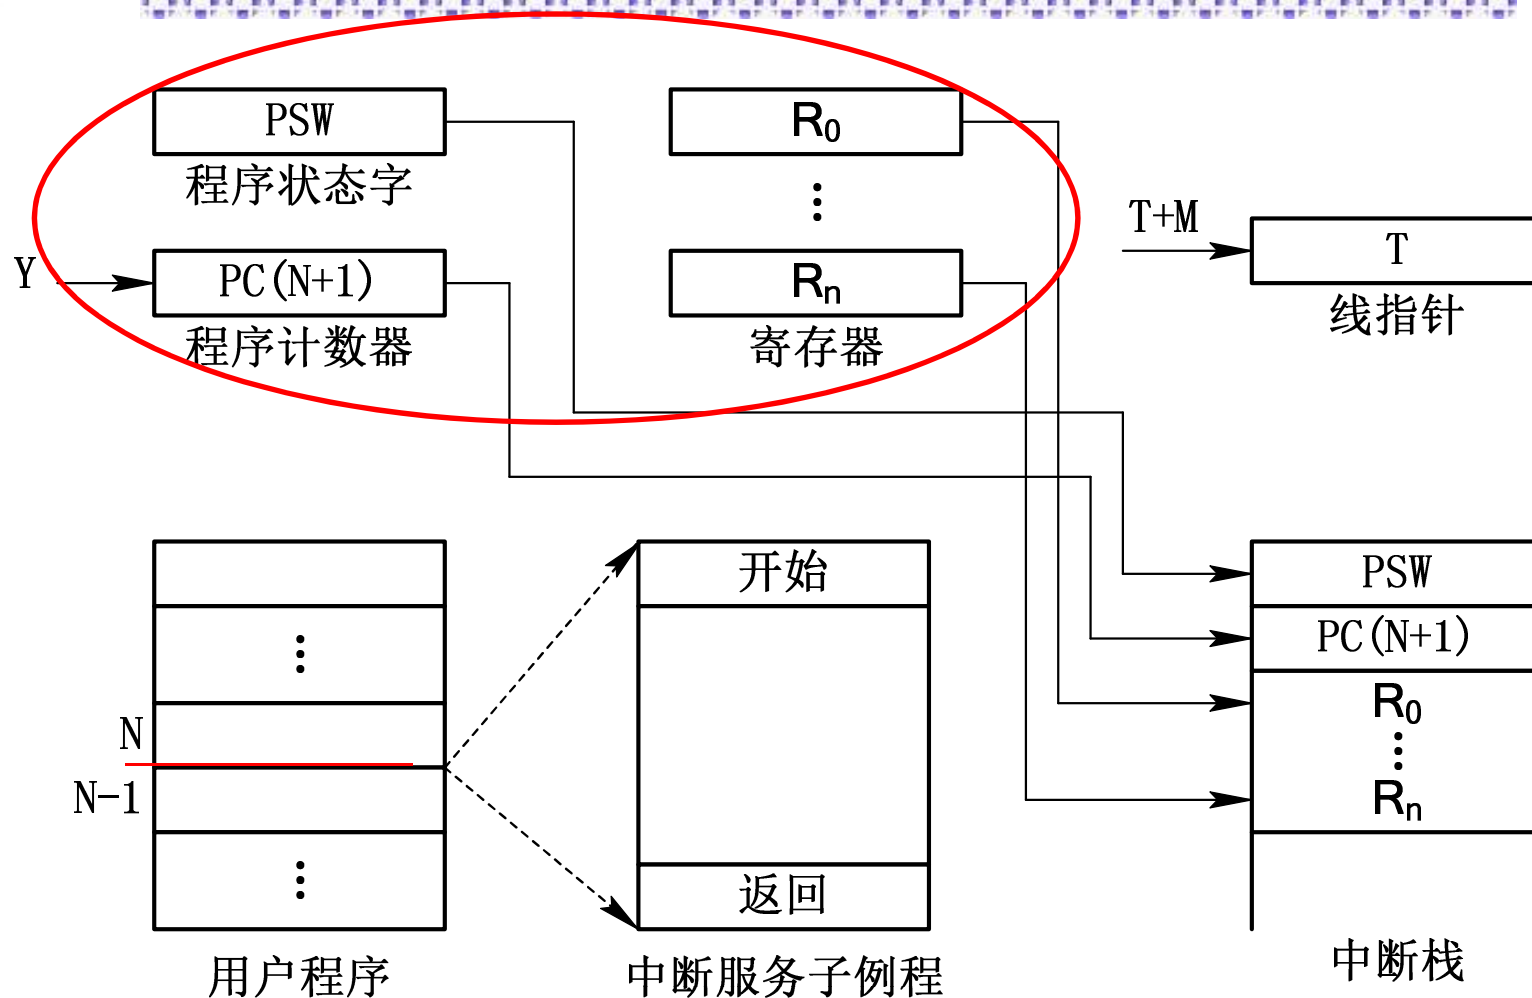 PSW
程序状态字
R0
⋮
T+M
T
线指针
Y
PC(N+1)
程序计数器
Rn
寄存器
⋮
N
N-1
⋮
用户程序
开始
返回
中断服务子例程
PSW
PC(N+1)
R0
⋮
Rn
中断栈